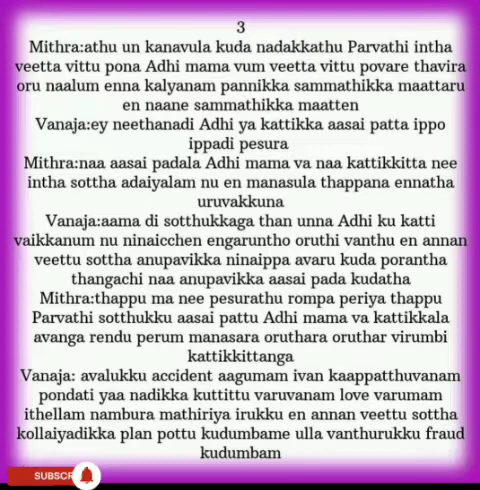 3
Mithra:athu un kanavula kuda nadakkathu Parvathi intha
veetta vittu pona Adhi mama vum veetta vittu povare thavira
oru naalum enna kalyanam pannikka sammathikka maattaru
en naane sammathikka maatten
Vanaja:ey neethanadi Adhi ya kattikka aasai patta ippo
ippadi pesura
Mithra:naa aasai padala Adhi mama va naa kattikkitta nee
intha sottha adaiyalam nu en manasula thappana ennatha
uruvakkuna
Vanaja:aama di sotthukkaga than unna Adhi ku katti
vaikkanum nu ninaicchen engaruntho oruthi vanthu en annan
veettu sottha anupavikka ninaippa avaru kuda porantha
thangachi naa anupavikka aasai pada kudatha
Mithra:thappu ma nee pesurathu rompa periya thappu
Parvathi sotthukku aasai pattu Adhi mama va kattikkala
avanga rendu perum manasara oruthara oruthar virumbi
kattikkittanga
Vanaja: avalukku accident aagumam ivan kaappatthuvanam
pondati yaa nadikka kuttittu varuvanam love varumam
ithellam nambura mathiriya irukku en annan veettu sottha
kollaiyadikka plan pottu kudumbame ulla vanthurukku fraud
kudumbam
SUBSCR